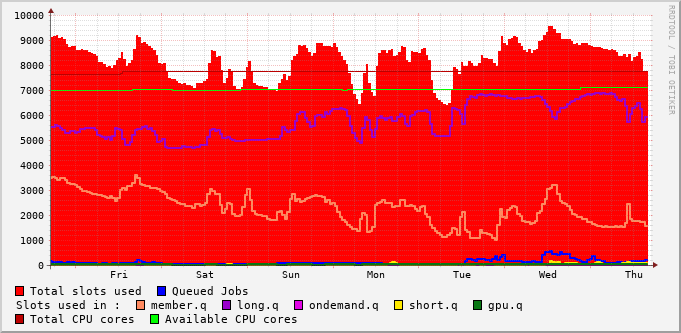 10000
9000
8000
7000
6000
5000
4000
3000
2000
1000
0
Fri Sat Sun Mon Tue Wed Thu
Total slots used Queued Jobs
Slots used in : member.q long.q ondemand.q short.q gpu.q
Total CPU cores Available CPU cores
RRDTOOL / TOBI OETIKER